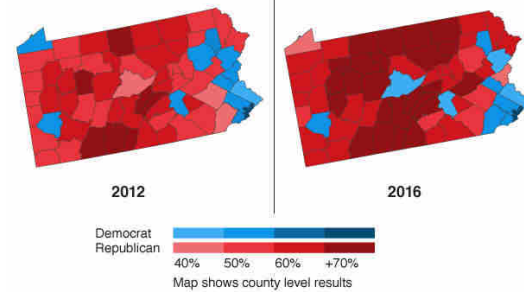 2012
2016
Democrat
Republican
40% 50% 60% +70%
Map shows county level results